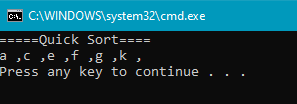 C:\WINDOWS\system32\cmd.exe
=====Quick Sort====
a ,c ,e ,f ,g ,k ,
Press any key to continue . . .